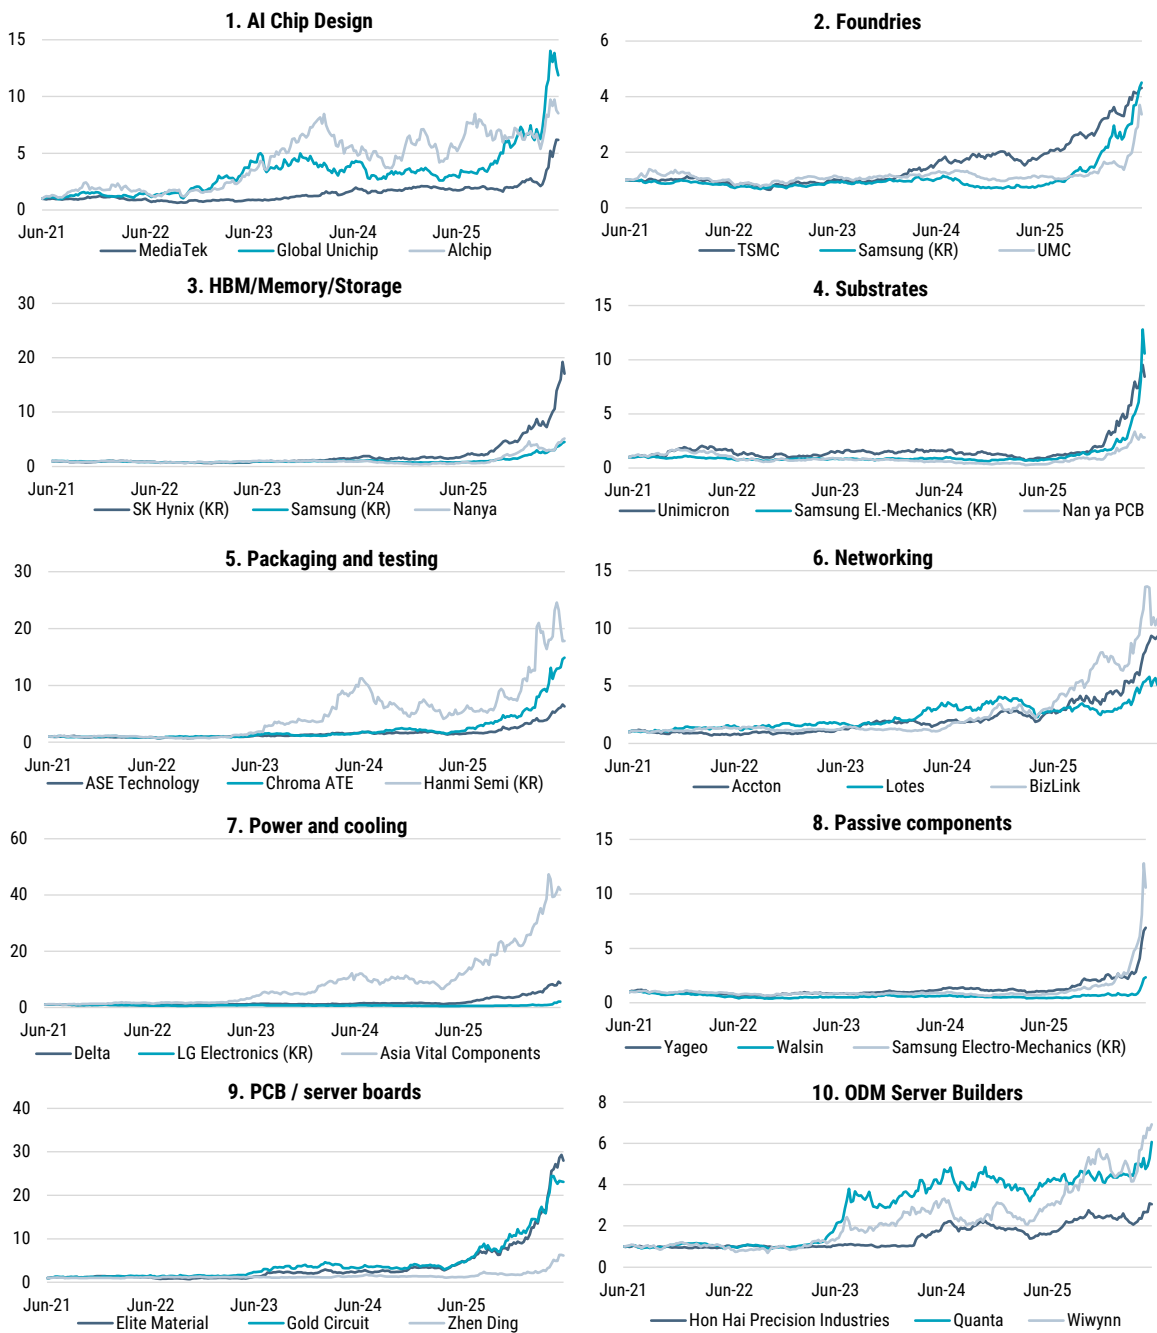 1. AI Chip Design
15
10
5
0
Jun-21 Jun-22 Jun-23 Jun-24 Jun-25
MediaTek Global Unichip Alchip
2. Foundries
6
4
2
0
Jun-21 Jun-22 Jun-23 Jun-24 Jun-25
TSMC Samsung (KR) UMC
3. HBM/Memory/Storage
30
20
10
0
Jun-21 Jun-22 Jun-23 Jun-24 Jun-25
SK Hynix (KR) Samsung (KR) Nanya
4. Substrates
15
10
5
0
Jun-21 Jun-22 Jun-23 Jun-24 Jun-25
Unimicron Samsung El.-Mechanics (KR) Nan ya PCB
5. Packaging and testing
30
20
10
0
Jun-21 Jun-22 Jun-23 Jun-24 Jun-25
ASE Technology Chroma ATE Hanmi Semi (KR)
6. Networking
15
10
5
0
Jun-21 Jun-22 Jun-23 Jun-24 Jun-25
Accton Lotes BizLink
7. Power and cooling
60
40
20
0
Jun-21 Jun-22 Jun-23 Jun-24 Jun-25
Delta LG Electronics (KR) Asia Vital Components
8. Passive components
15
10
5
0
Jun-21 Jun-22 Jun-23 Jun-24 Jun-25
Yageo Walsin Samsung Electro-Mechanics (KR)
9. PCB / server boards
40
30
20
10
0
Jun-21 Jun-22 Jun-23 Jun-24 Jun-25
Elite Material Gold Circuit Zhen Ding
10. ODM Server Builders
8
6
4
2
0
Jun-21 Jun-22 Jun-23 Jun-24 Jun-25
Hon Hai Precision Industries Quanta Wiwynn